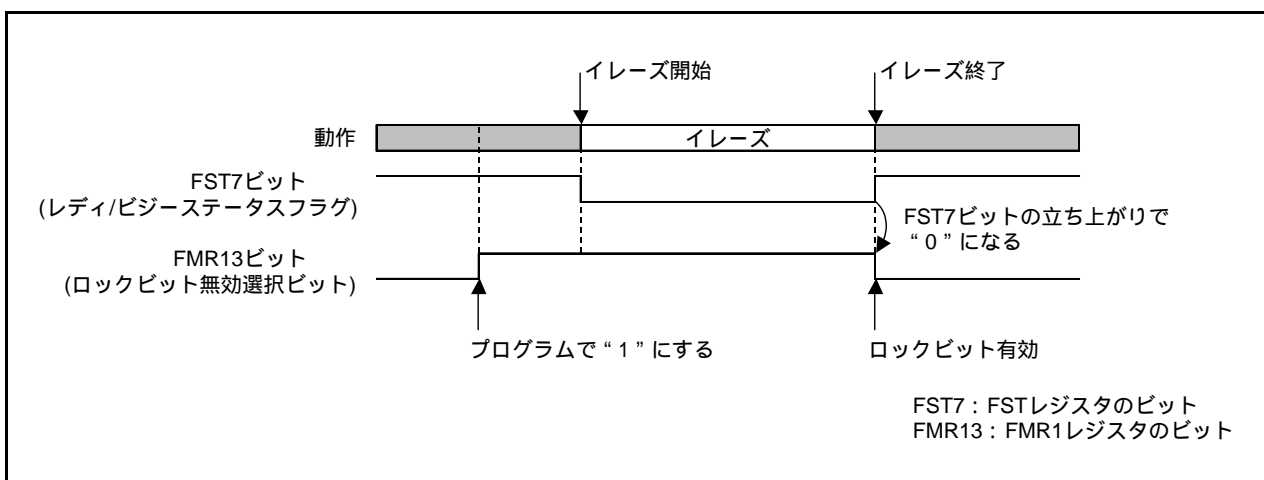 イレーズ開始
イレーズ終了
動作
イレーズ
FST7ビット
(レディ/ビジーステータスフラグ)
FST7ビットの立ち上がりで
“0”になる
FMR13ビット
(ロックビット無効選択ビット)
プログラムで“1”にする
ロックビット有効
FST7：FSTレジスタのビット
FMR13：FMR1レジスタのビット